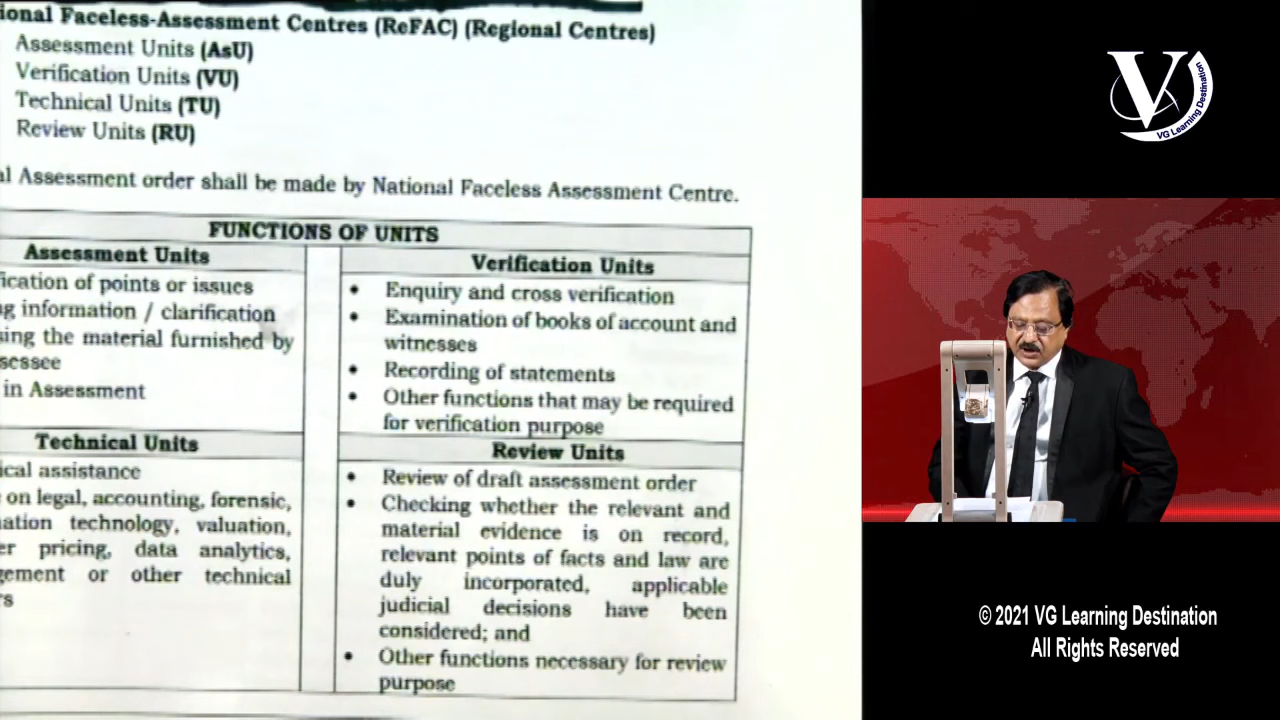 ional Faceless-Assessment Centres (ReFAC) (Regional Centres)
Assessment Units (AsU)
Verification Units (VU)
Technical Units (TU)
Review Units (RU)
al Assessment order shall be made by National Faceless Assessment Centre.
FUNCTIONS OF UNITS
Assessment Units
ication of points or issues
ng information / clarification
sing the material furnished by
sessee
in Assessment
Verification Units
• Enquiry and cross verification
• Examination of books of account and
witnesses
• Recording of statements
• Other functions that may be required
for verification purpose
Technical Units
ical assistance
on legal, accounting, forensic,
nation technology, valuation,
er pricing, data analytics,
gement or other technical
rs
Review Units
• Review of draft assessment order
• Checking whether the relevant and
material evidence is on record,
relevant points of facts and law are
duly incorporated, applicable
judicial decisions have been
considered; and
• Other functions necessary for review
purpose
V
VG Learning Destination
© 2021 VG Learning Destination
All Rights Reserved